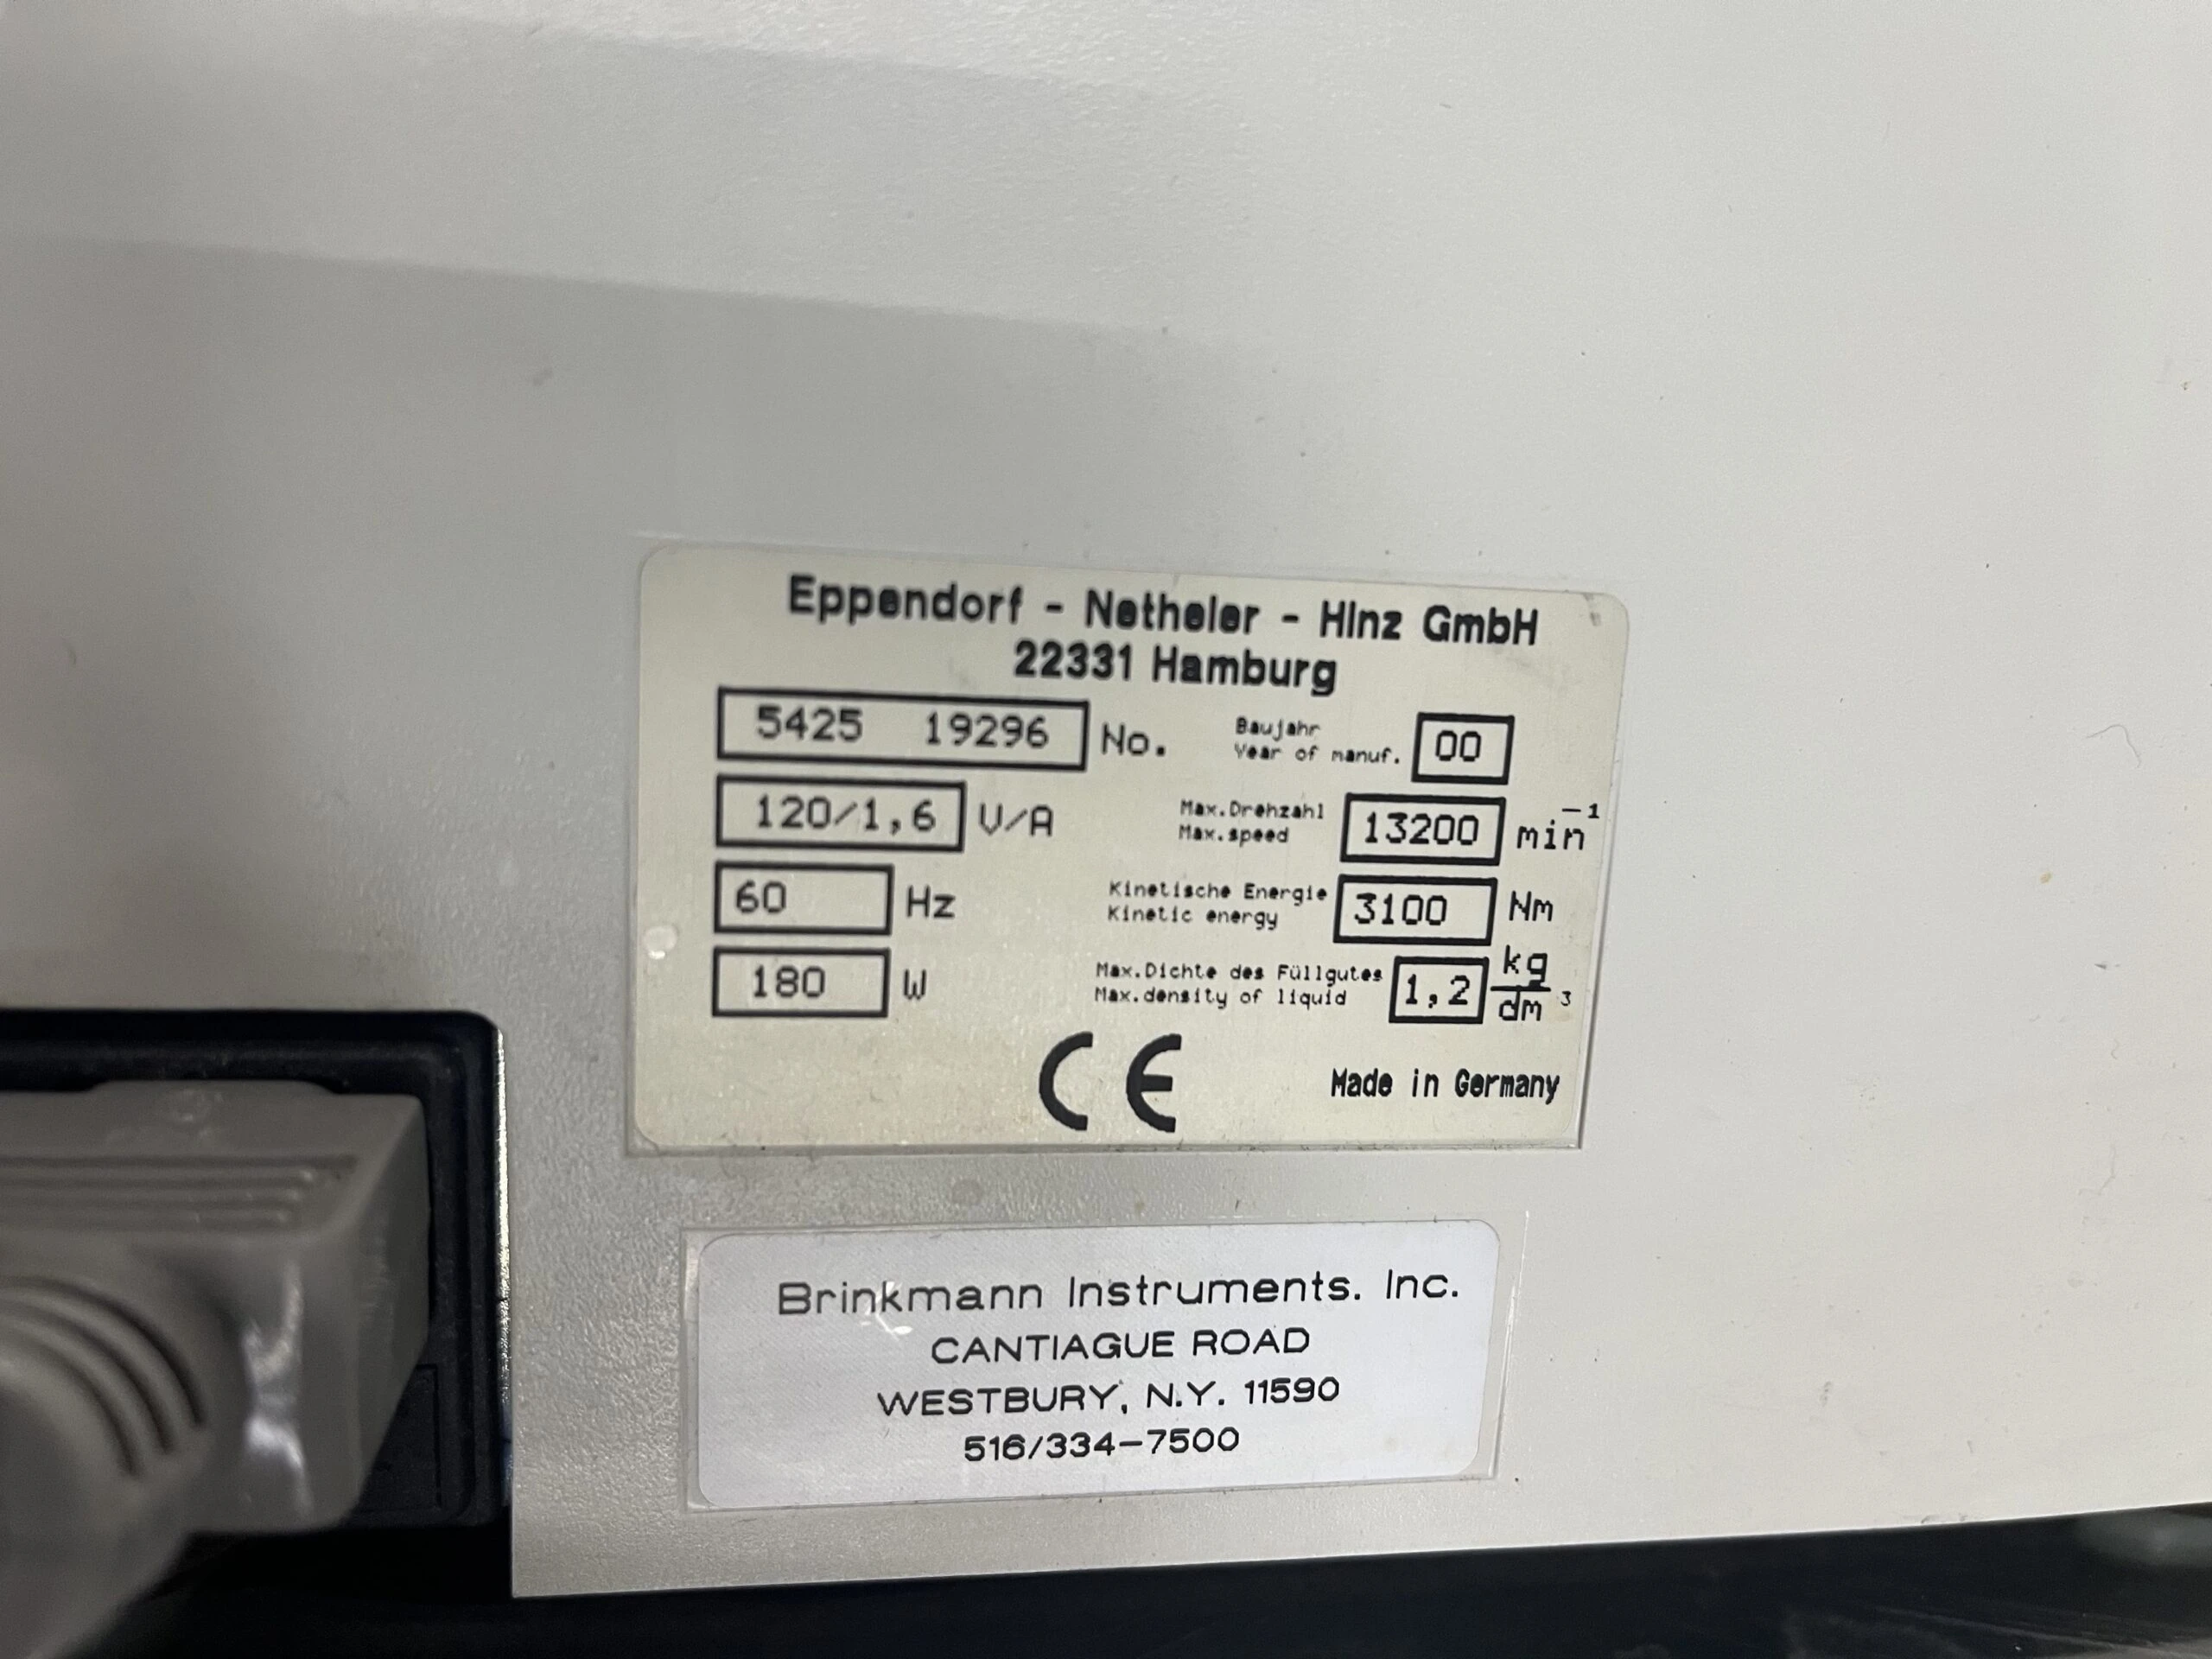 Eppendorf - Netheler - Hinz GmbH
22331 Hamburg
5425 19296 No.
Baujahr
Year of manuf. 00
120/1,6 V/A
Max.Drehzahl
Max.speed 13200 min⁻¹
60 Hz
Kinetische Energie
Kinetic energy 3100 Nm
180 W
Max.Dichte des Füllgutes
Max.density of liquid 1,2 kg/dm³
CE
Made in Germany
Brinkmann Instruments. Inc.
CANTIAGUE ROAD
WESTBURY, N.Y. 11590
516/334-7500